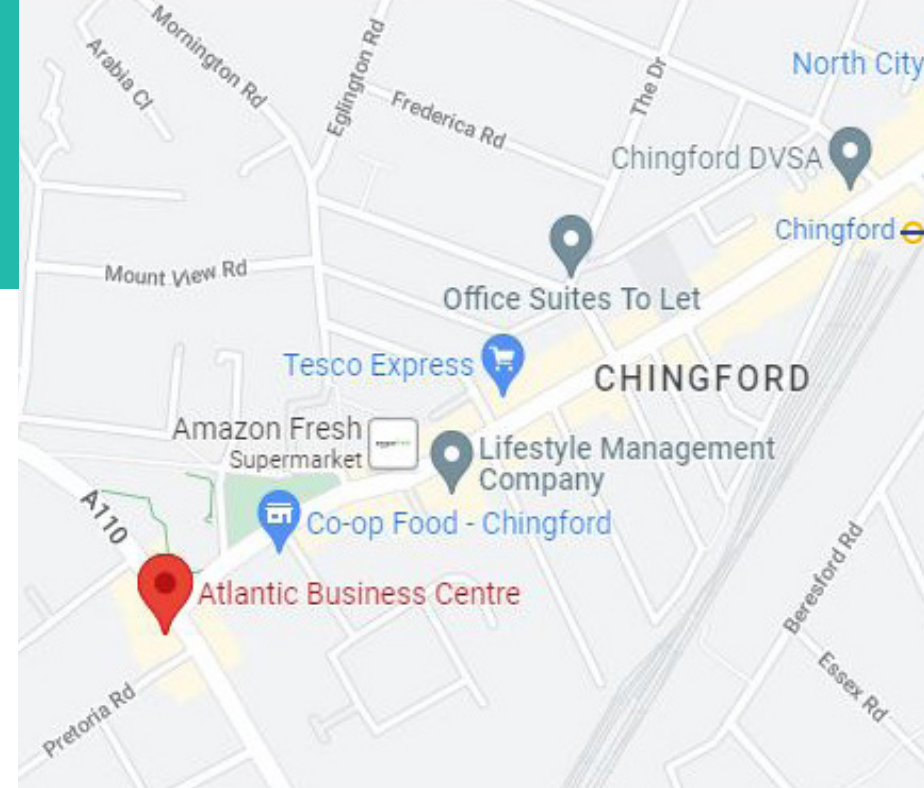 Mornington Rd
Arabia Cl
Eglington Rd
Frederica Rd
The Dr
North City
Chingford DVSA
Chingford
Mount View Rd
Office Suites To Let
Tesco Express
CHINGFORD
Amazon Fresh
Supermarket
Lifestyle Management
Company
A110
Co-op Food - Chingford
Atlantic Business Centre
Beresford Rd
Essex Rd
Pretoria Rd